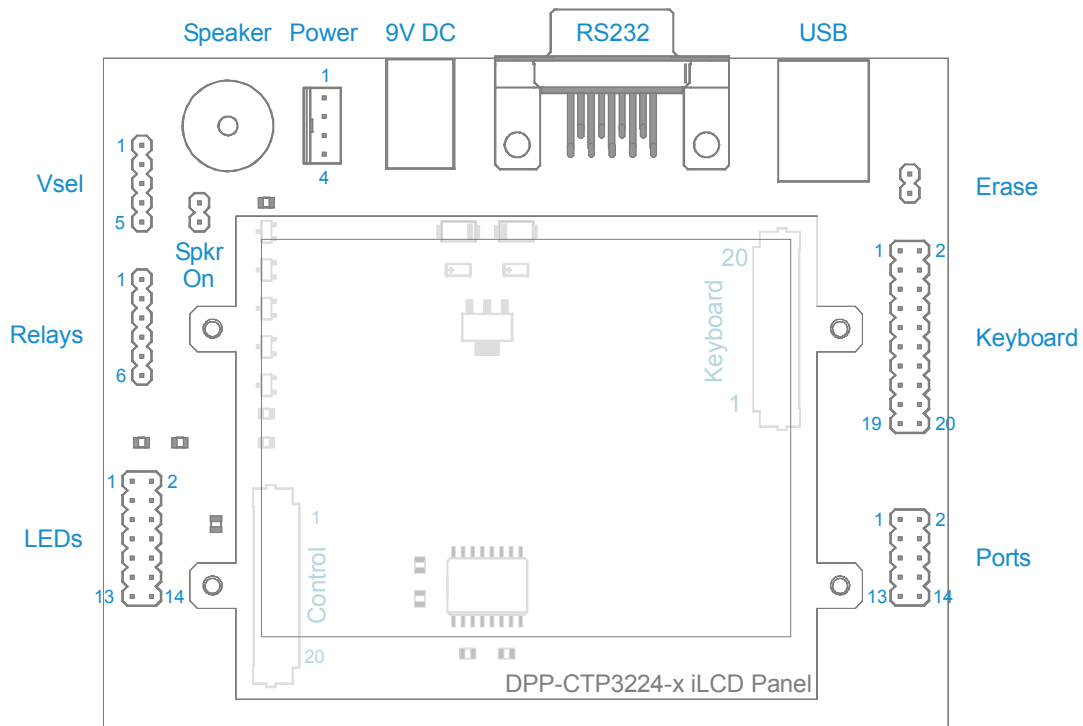 Speaker Power 9V DC RS232 USB
1
4
1
Vsel
5
Spkr
On
Erase
1 2
Keyboard
19 20
1
Relays
6
20
Keyboard
1
1 2
LEDs
13 14
1
Control
20
1 2
Ports
13 14
DPP-CTP3224-x iLCD Panel